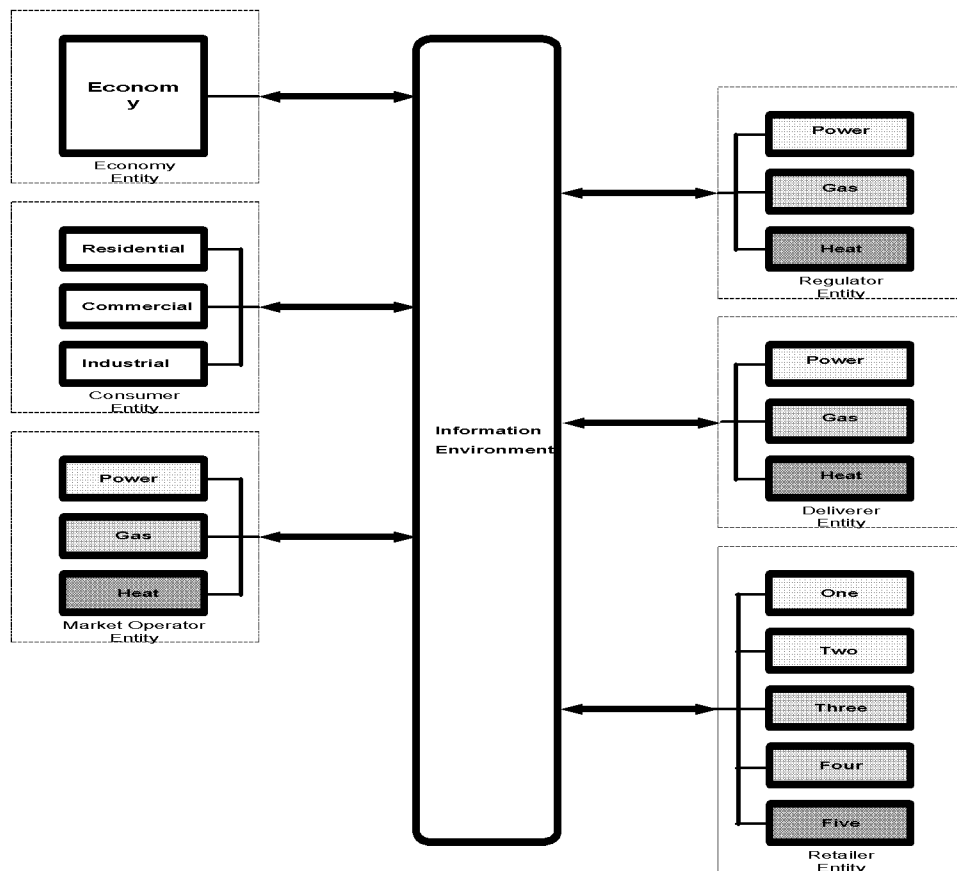 Econom
y
Economy
Entity
Residential
Commercial
Industrial
Consumer
Entity
Power
Gas
Heat
Market Operator
Entity
Information
Environment
Power
Gas
Heat
Regulator
Entity
Power
Gas
Heat
Deliverer
Entity
One
Two
Three
Four
Five
Retailer
Entity